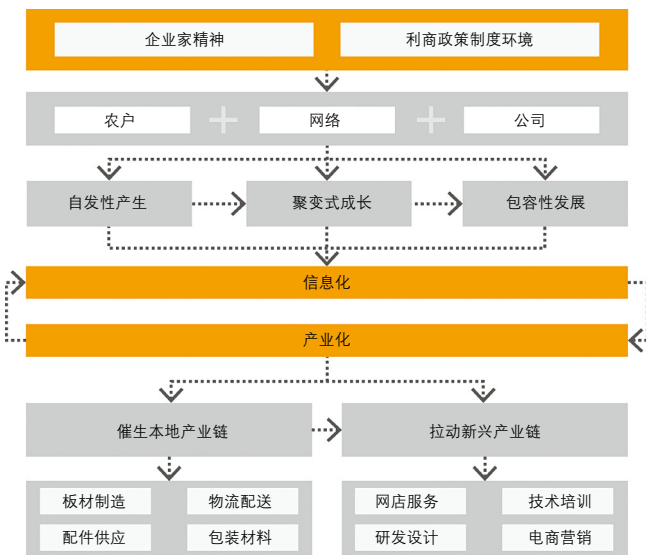 企业家精神 利商政策制度环境
农户 + 网络 + 公司
自发性产生 聚变式成长 包容性发展
信息化
产业化
催生本地产业链 拉动新兴产业链
板材制造 物流配送 网店服务 技术培训
配件供应 包装材料 研发设计 电商营销